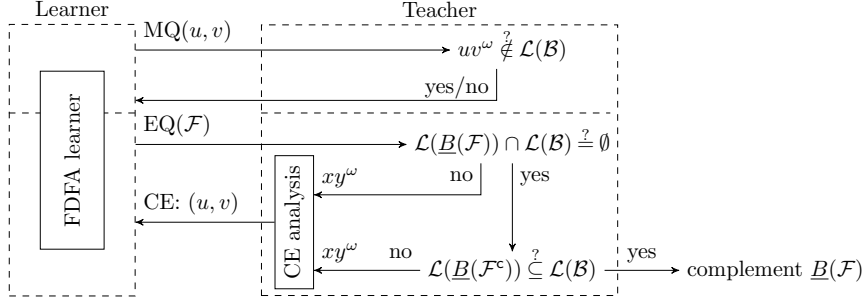 Learner Teacher
MQ(u, v)
uv^ω ∉? L(B)
yes/no
EQ(F)
L(B(F)) ∩ L(B) =? ∅
FDFA learner
no yes
xy^ω
CE: (u, v)
CE analysis
xy^ω no L(B(F^c)) ⊆? L(B) yes complement B(F)